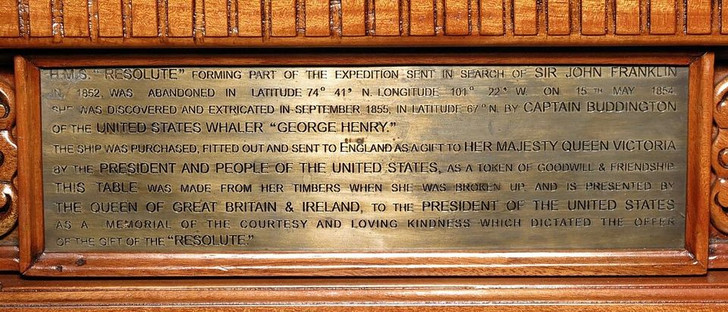 H.M.S. "RESOLUTE" FORMING PART OF THE EXPEDITION SENT IN SEARCH OF SIR JOHN FRANKLIN
IN 1852, WAS ABANDONED IN LATITUDE 74° 41' N. LONGITUDE 101° 22' W. ON 15TH MAY 1854.
SHE WAS DISCOVERED AND EXTRICATED IN SEPTEMBER 1855, IN LATITUDE 67° N. BY CAPTAIN BUDDINGTON
OF THE UNITED STATES WHALER "GEORGE HENRY."
THE SHIP WAS PURCHASED, FITTED OUT AND SENT TO ENGLAND AS A GIFT TO HER MAJESTY QUEEN VICTORIA
BY THE PRESIDENT AND PEOPLE OF THE UNITED STATES, AS A TOKEN OF GOODWILL & FRIENDSHIP.
THIS TABLE WAS MADE FROM HER TIMBERS WHEN SHE WAS BROKEN UP, AND IS PRESENTED BY
THE QUEEN OF GREAT BRITAIN & IRELAND, TO THE PRESIDENT OF THE UNITED STATES
AS A MEMORIAL OF THE COURTESY AND LOVING KINDNESS WHICH DICTATED THE OFFER
OF THE GIFT OF THE "RESOLUTE"